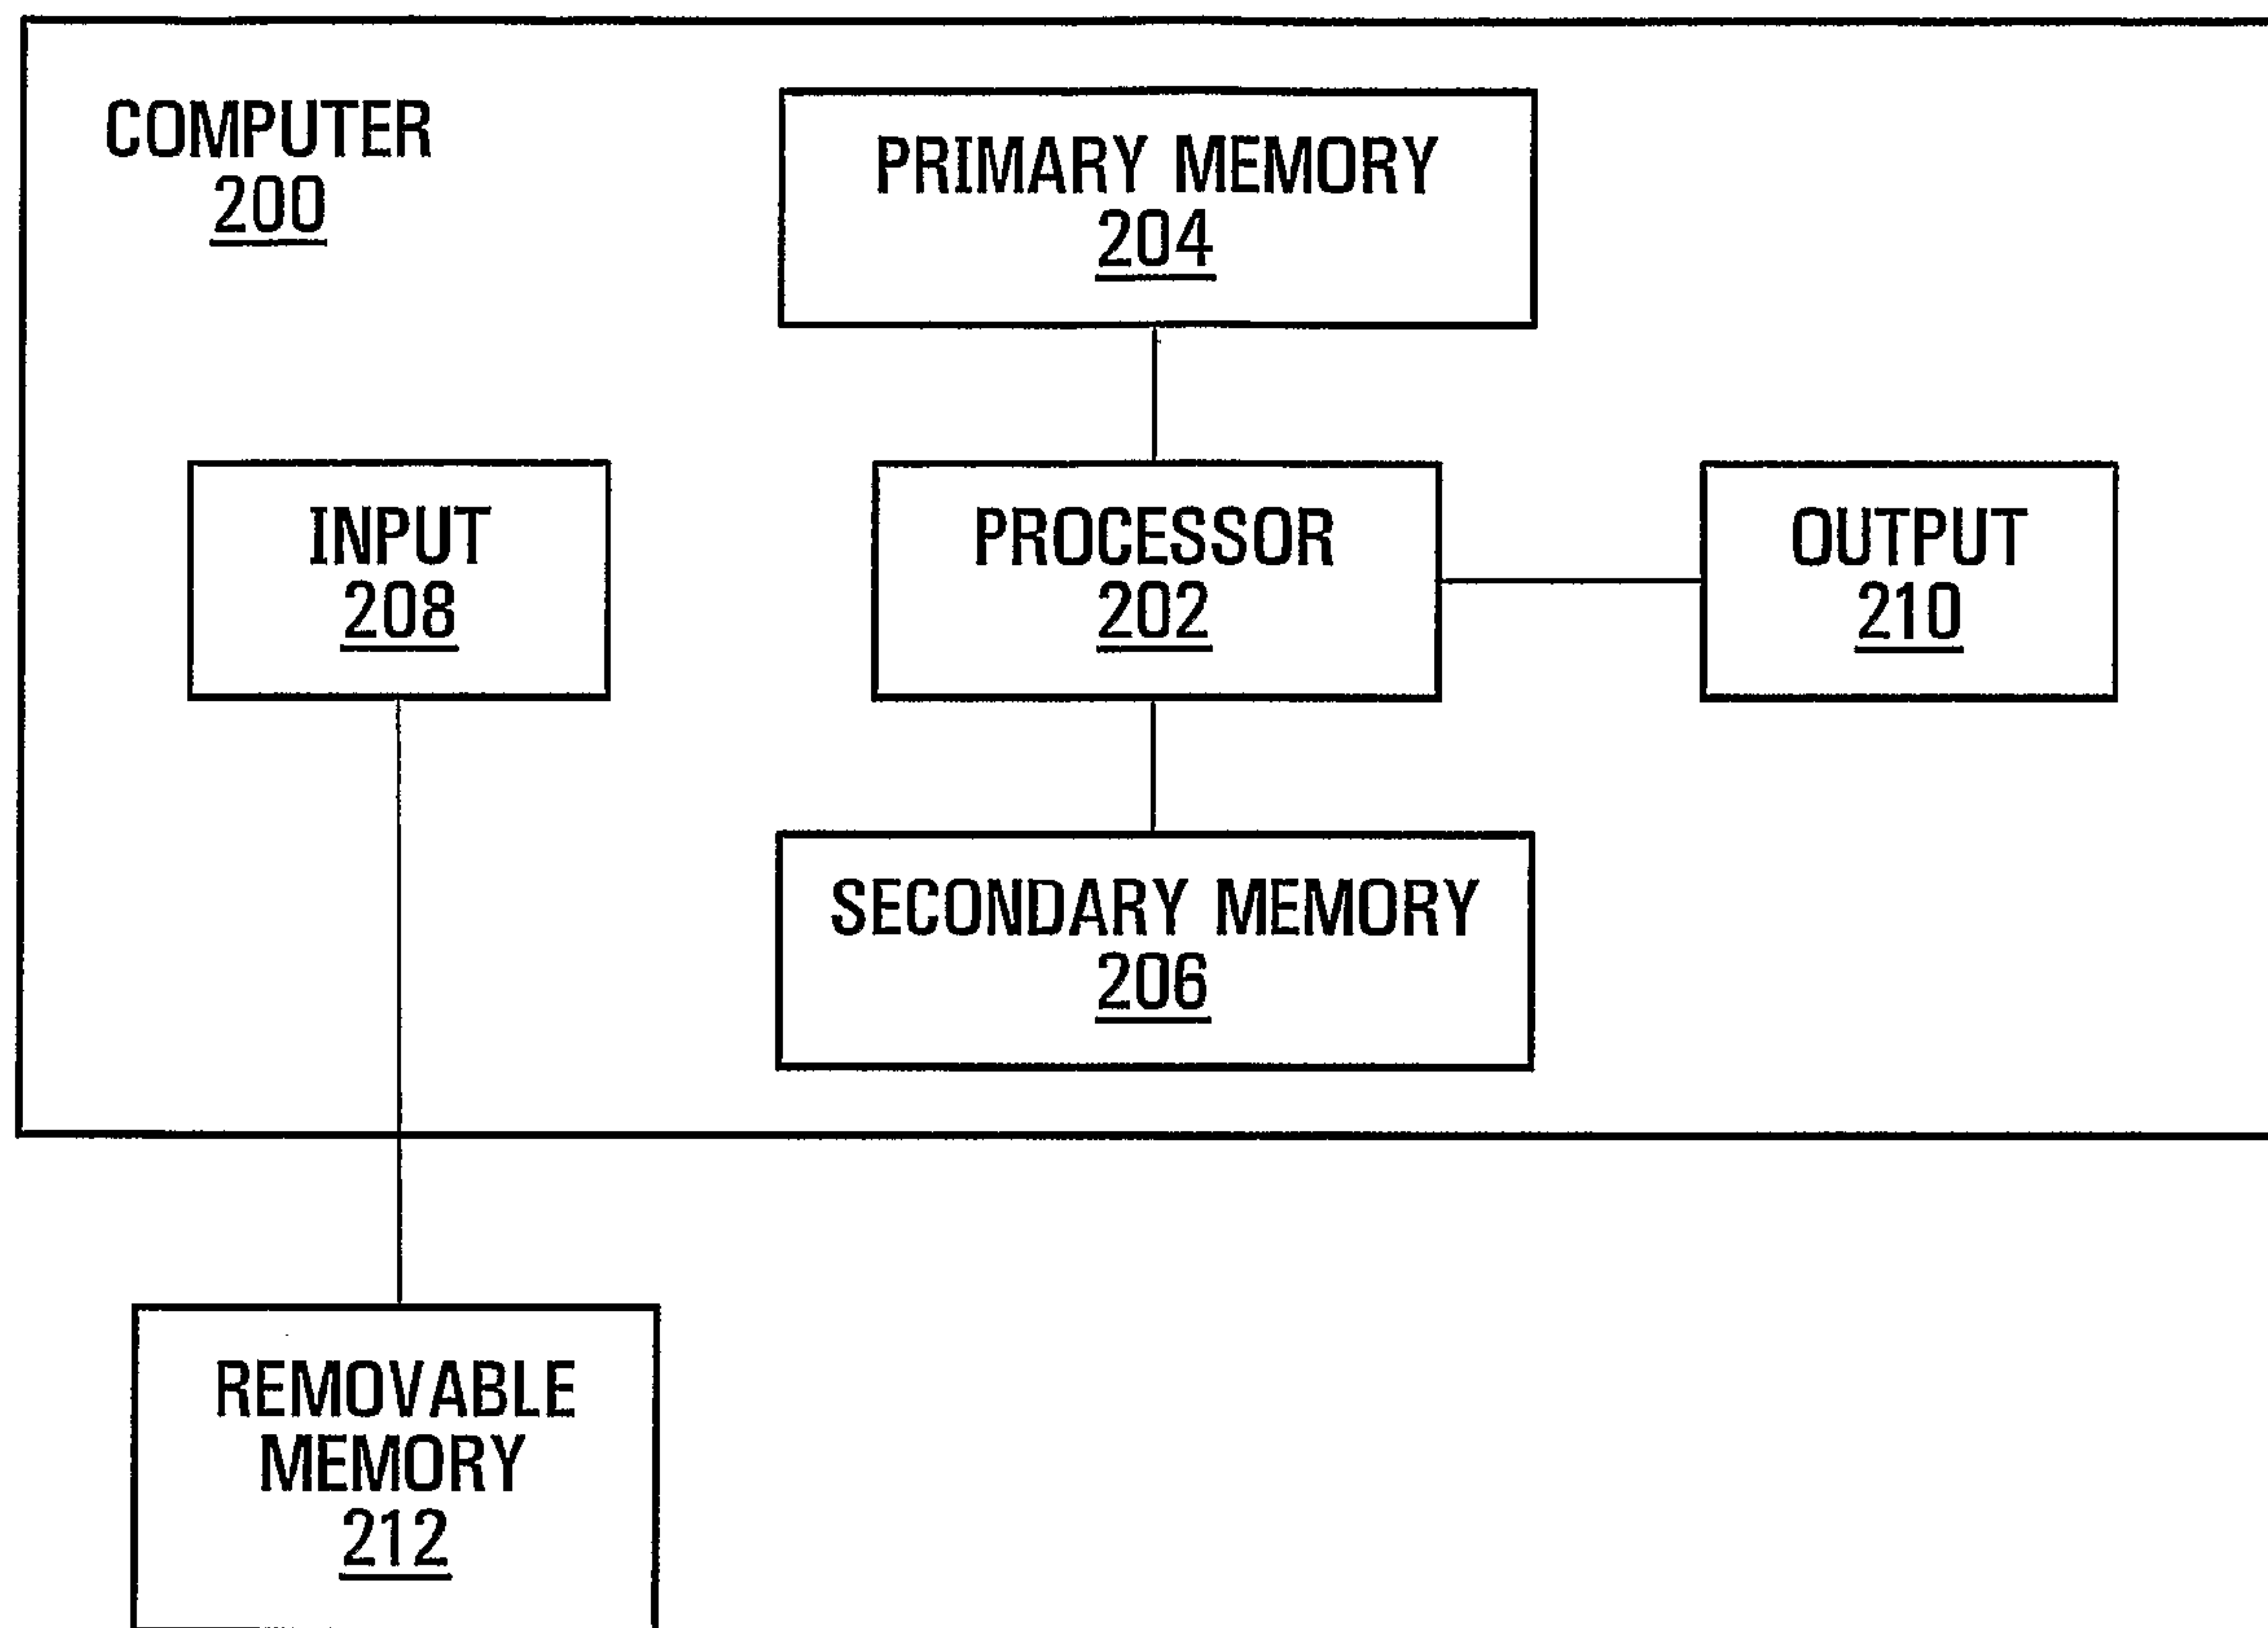 COMPUTER
200
PRIMARY MEMORY
204
INPUT
208
PROCESSOR
202
OUTPUT
210
SECONDARY MEMORY
206
REMOVABLE
MEMORY
212